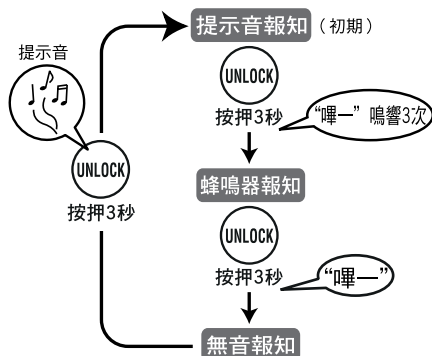 提示音報知（初期）
提示音
UNLOCK
按押3秒
“嗶一” 鳴響3次
UNLOCK
按押3秒
蜂鳴器報知
UNLOCK
按押3秒
“嗶一”
無音報知